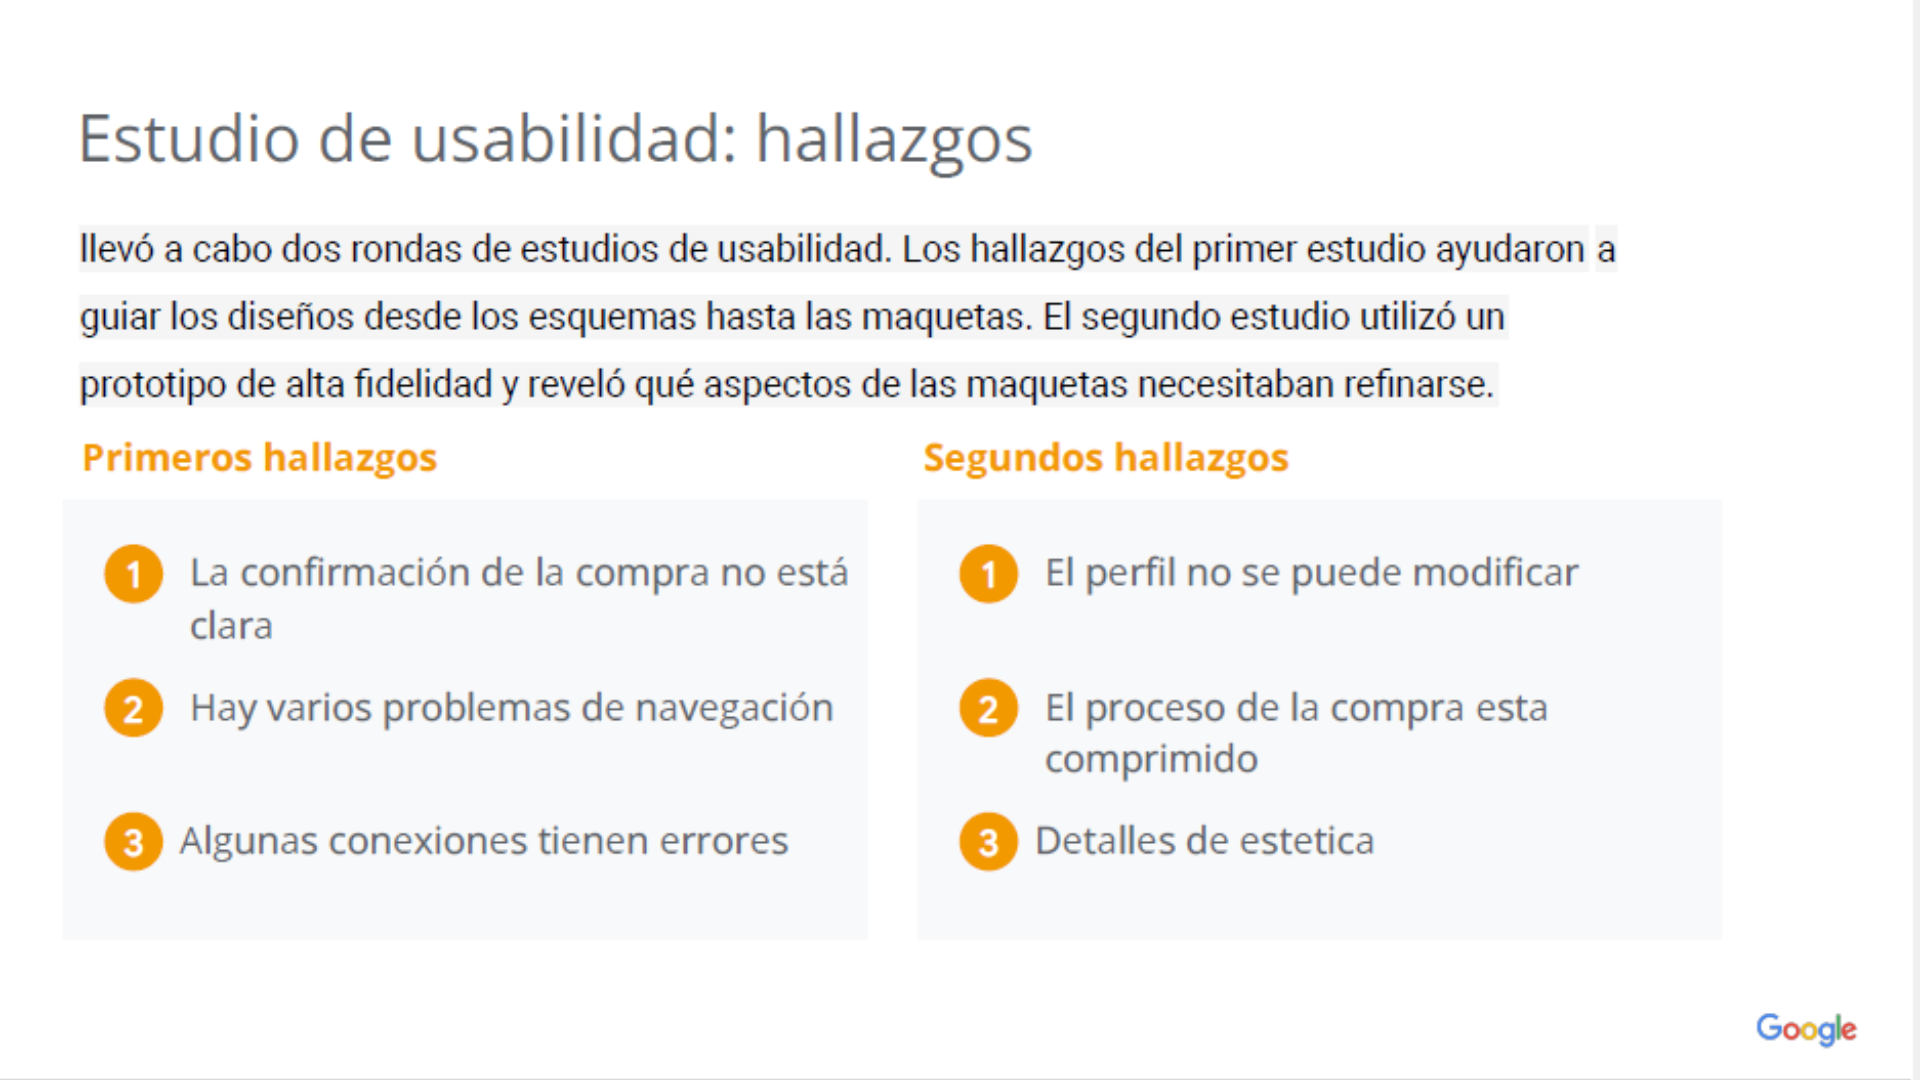 Estudio de usabilidad: hallazgos
llevó a cabo dos rondas de estudios de usabilidad. Los hallazgos del primer estudio ayudaron a
guiar los diseños desde los esquemas hasta las maquetas. El segundo estudio utilizó un
prototipo de alta fidelidad y reveló qué aspectos de las maquetas necesitaban refinarse.
Primeros hallazgos
1 La confirmación de la compra no está
clara
2 Hay varios problemas de navegación
3 Algunas conexiones tienen errores
Segundos hallazgos
1 El perfil no se puede modificar
2 El proceso de la compra esta
comprimido
3 Detalles de estetica
Google